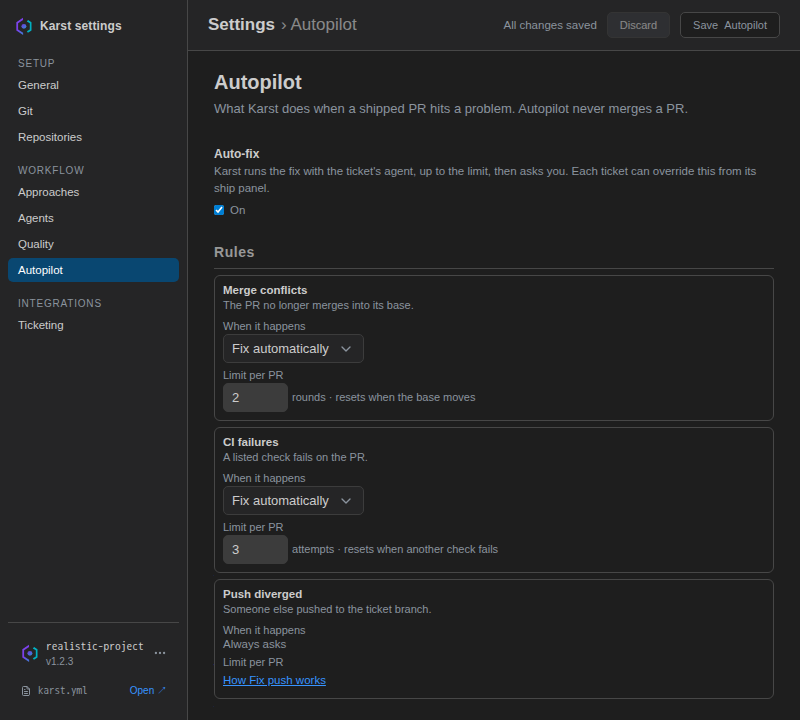 Karst settings
SETUP
General
Git
Repositories
WORKFLOW
Approaches
Agents
Quality
Autopilot
INTEGRATIONS
Ticketing
realistic-project
v1.2.3
karst.yml
Open ↗
Settings › Autopilot
All changes saved
Discard
Save Autopilot
Autopilot
What Karst does when a shipped PR hits a problem. Autopilot never merges a PR.
Auto-fix
Karst runs the fix with the ticket's agent, up to the limit, then asks you. Each ticket can override this from its
ship panel.
On
Rules
Merge conflicts
The PR no longer merges into its base.
When it happens
Fix automatically
Limit per PR
2 rounds · resets when the base moves
CI failures
A listed check fails on the PR.
When it happens
Fix automatically
Limit per PR
3 attempts · resets when another check fails
Push diverged
Someone else pushed to the ticket branch.
When it happens
Always asks
Limit per PR
How Fix push works